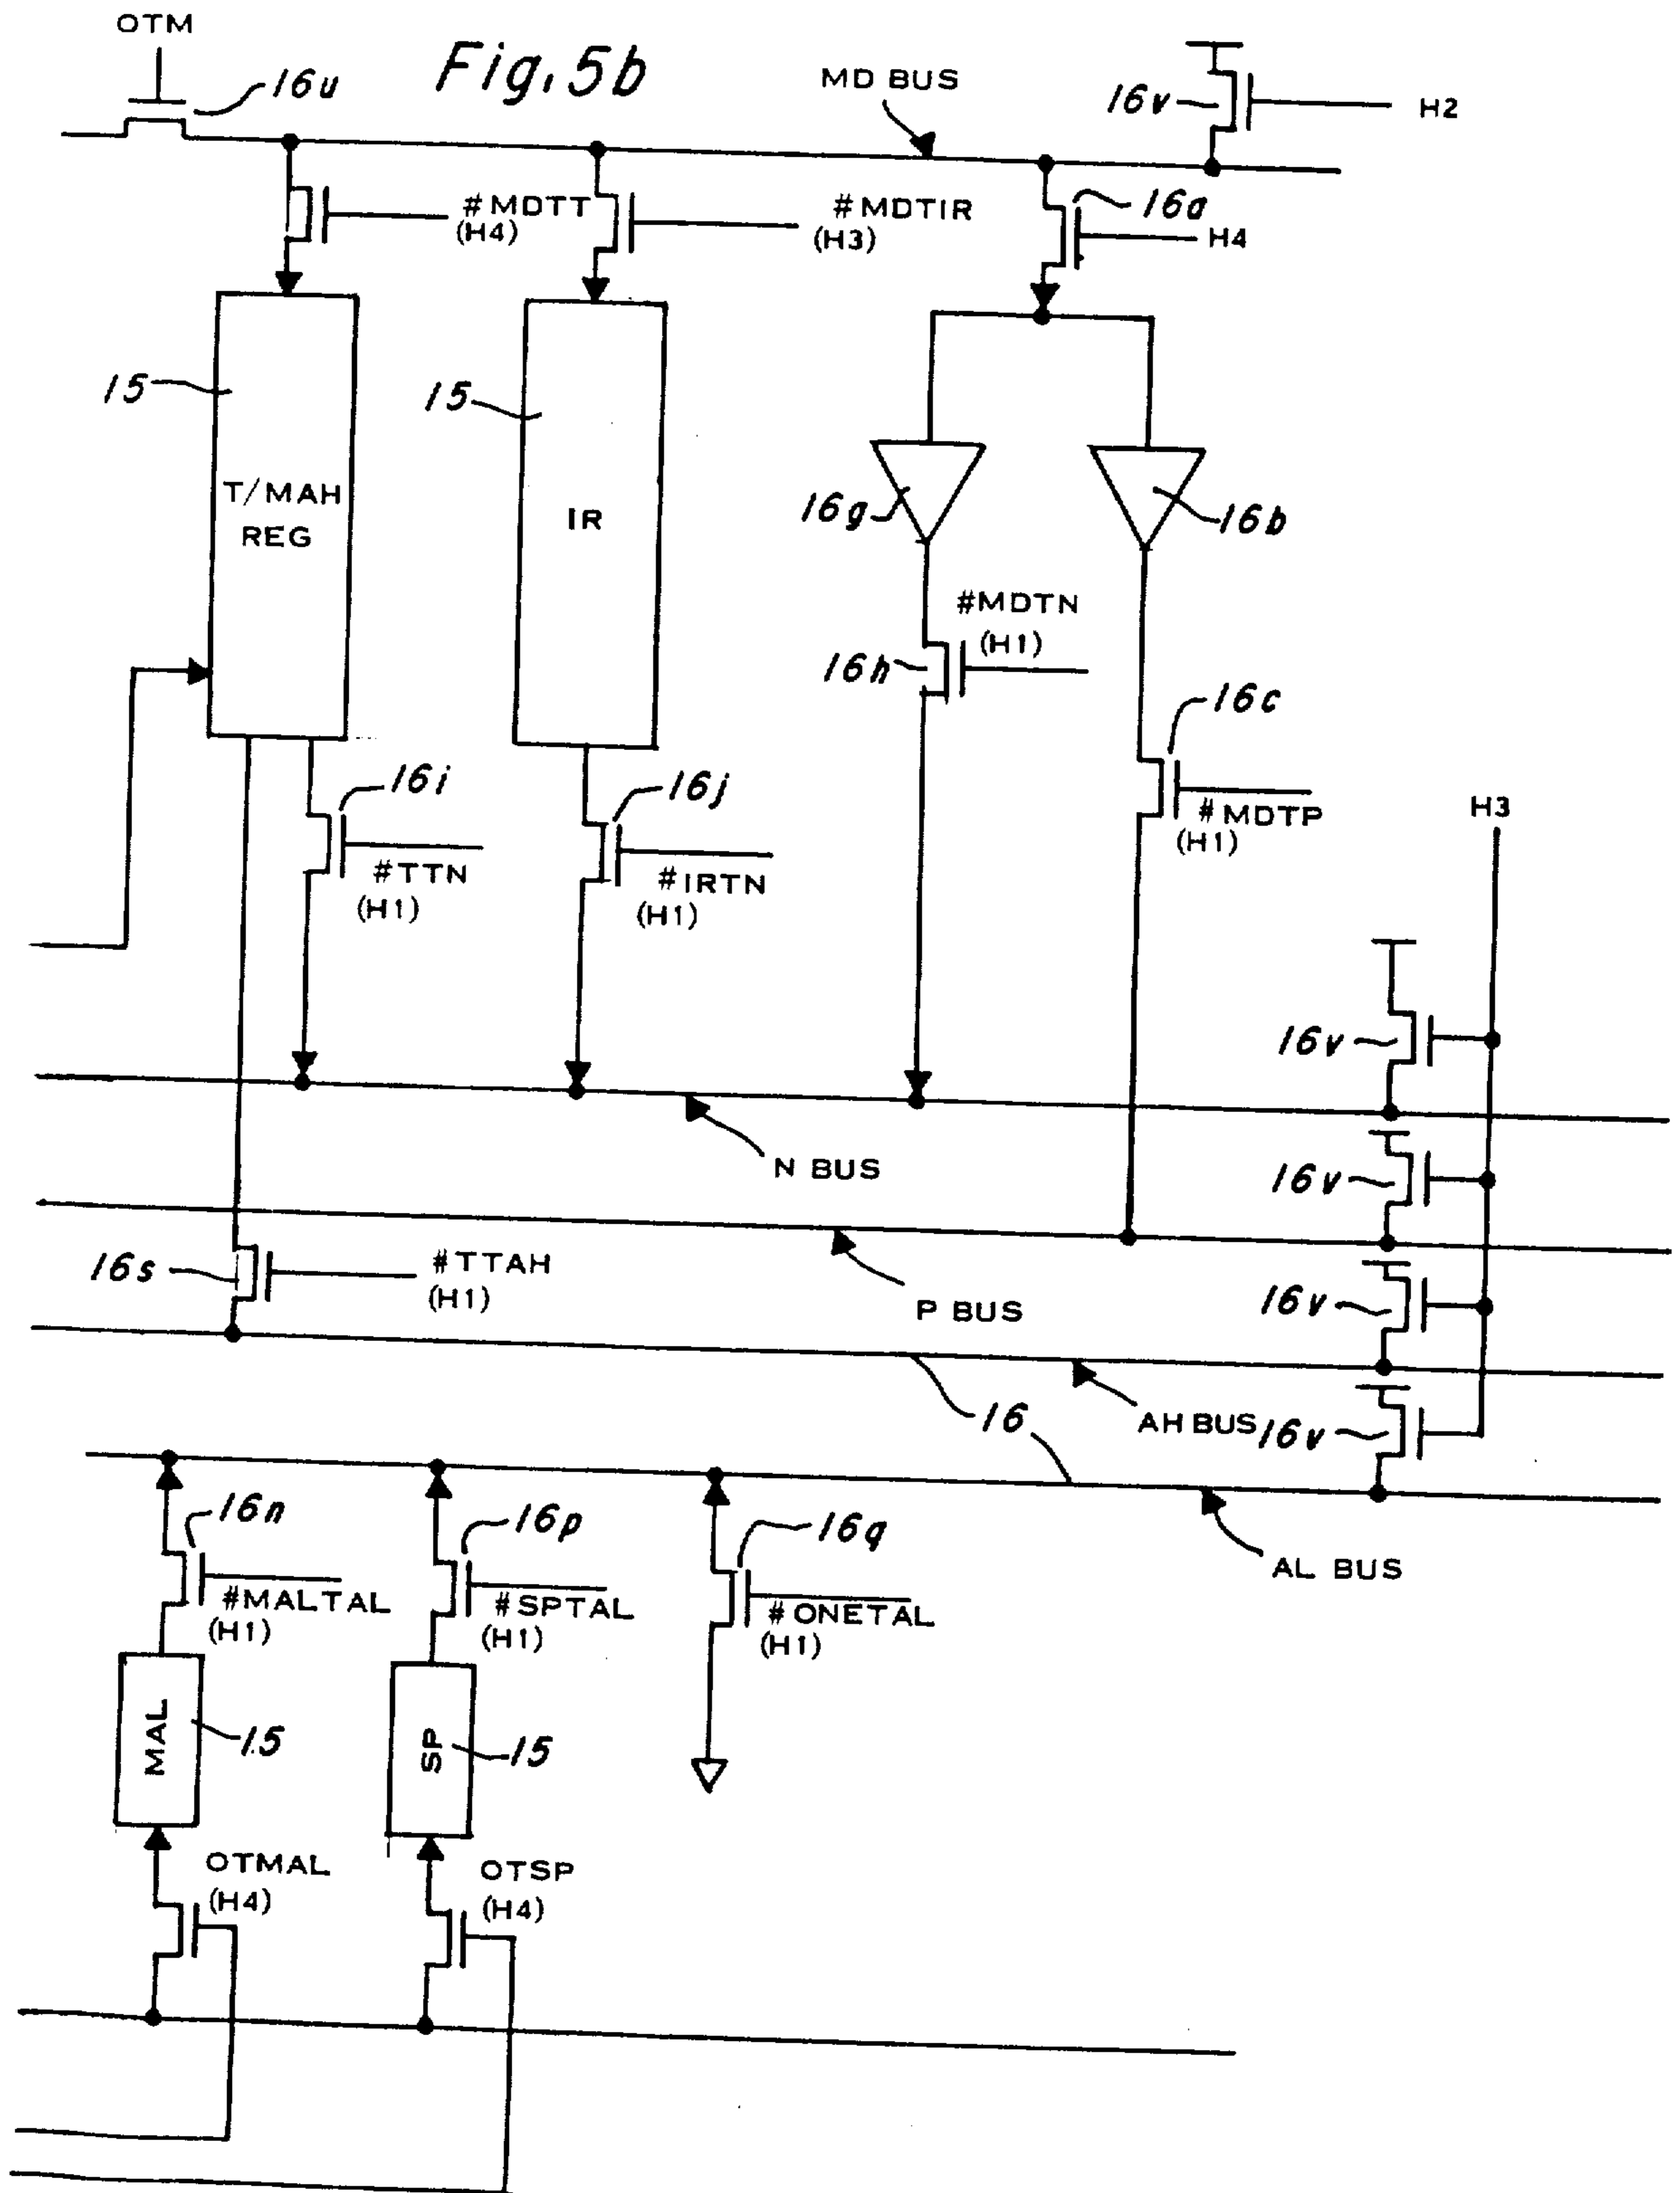 OTM
Fig. 5b
16u
MD BUS
16v
H2
#MDTT
(H4)
#MDTIR
(H3)
16a
H4
15
T/MAH
REG
15
IR
16g
16b
#MDTN
(H1)
16h
16c
#MDTP
(H1)
H3
16i
#TTN
(H1)
16j
#IRTN
(H1)
16v
N BUS
16v
16s
#TTAH
(H1)
P BUS
16v
16
AH BUS
16v
16n
#MALTAL
(H1)
16p
#SPTAL
(H1)
16q
#ONETAL
(H1)
AL BUS
MAL
15
SP
15
OTMAL
(H4)
OTSP
(H4)